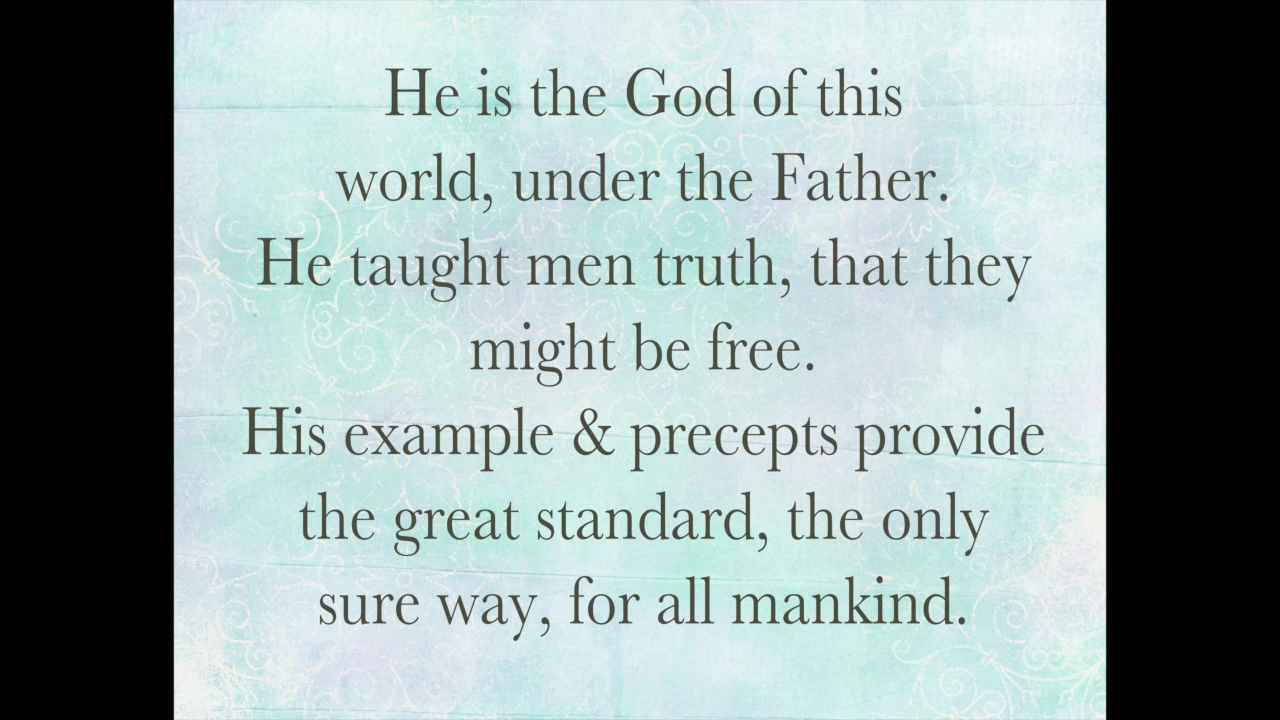 He is the God of this
world, under the Father.
He taught men truth, that they
might be free.
His example & precepts provide
the great standard, the only
sure way, for all mankind.